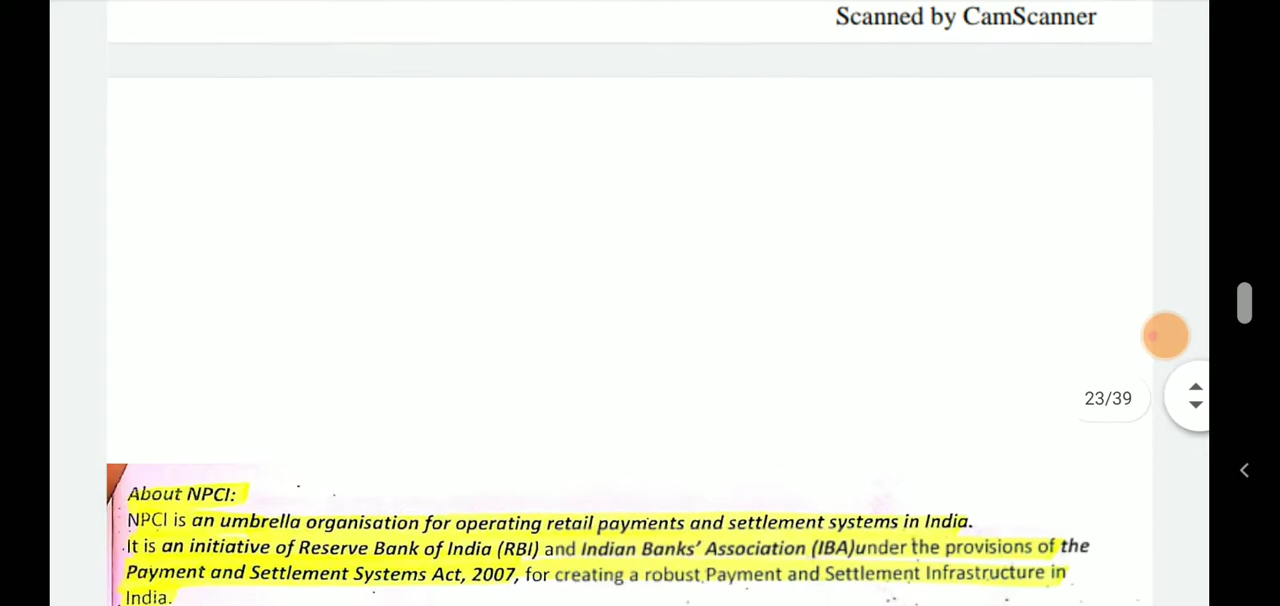 Scanned by CamScanner
23/39
About NPCI:
NPCI is an umbrella organisation for operating retail payments and settlement systems in India.
It is an initiative of Reserve Bank of India (RBI) and Indian Banks' Association (IBA)under the provisions of the
Payment and Settlement Systems Act, 2007, for creating a robust Payment and Settlement Infrastructure in
India.